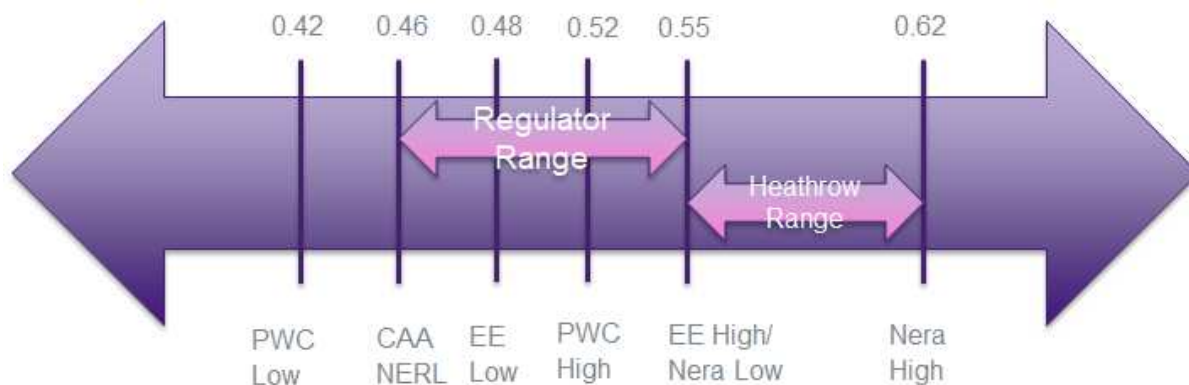 0.42 0.46 0.48 0.52 0.55 0.62
Regulator
Range
Heathrow
Range
PWC CAA EE PWC EE High/ Nera
Low NERL Low High Nera Low High